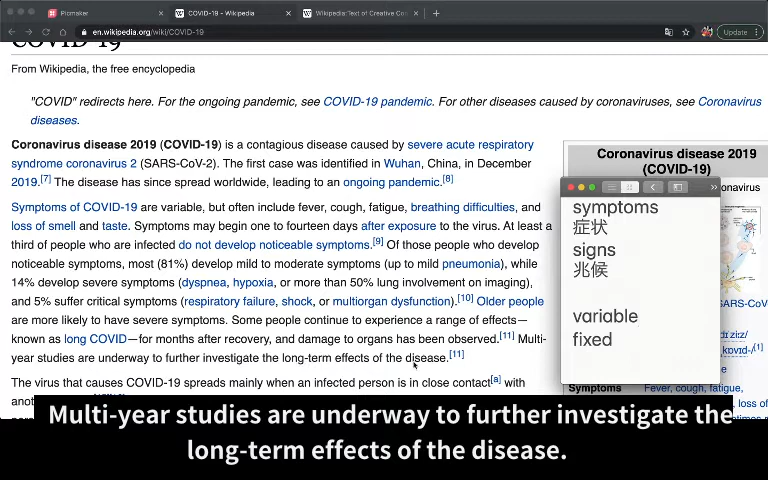 Picmaker
COVID-19 - Wikipedia
Wikipedia:Text of Creative Con
en.wikipedia.org/wiki/COVID-19
Update
COVID-19
From Wikipedia, the free encyclopedia
"COVID" redirects here. For the ongoing pandemic, see COVID-19 pandemic. For other diseases caused by coronaviruses, see Coronavirus
diseases.
Coronavirus disease 2019 (COVID-19) is a contagious disease caused by severe acute respiratory
syndrome coronavirus 2 (SARS-CoV-2). The first case was identified in Wuhan, China, in December
2019.[7] The disease has since spread worldwide, leading to an ongoing pandemic.[8]
Symptoms of COVID-19 are variable, but often include fever, cough, fatigue, breathing difficulties, and
loss of smell and taste. Symptoms may begin one to fourteen days after exposure to the virus. At least a
third of people who are infected do not develop noticeable symptoms.[9] Of those people who develop
noticeable symptoms, most (81%) develop mild to moderate symptoms (up to mild pneumonia), while
14% develop severe symptoms (dyspnea, hypoxia, or more than 50% lung involvement on imaging),
and 5% suffer critical symptoms (respiratory failure, shock, or multiorgan dysfunction).[10] Older people
are more likely to have severe symptoms. Some people continue to experience a range of effects—
known as long COVID—for months after recovery, and damage to organs has been observed.[11] Multi-
year studies are underway to further investigate the long-term effects of the disease.[11]
The virus that causes COVID-19 spreads mainly when an infected person is in close contact[a] with
anot
Coronavirus disease 2019
(COVID-19)
onavirus
symptoms
症状
signs
兆候
variable
fixed
SARS-CoV
Symptoms
Fever, cough, fatigue,
loss of
Multi-year studies are underway to further investigate the
long-term effects of the disease.